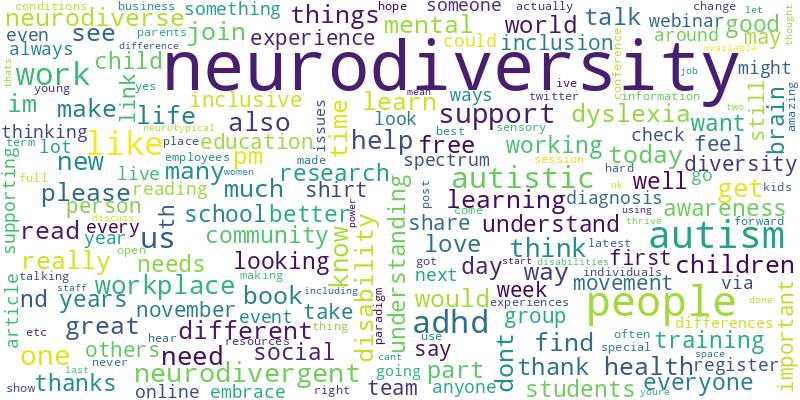 conditions
business
something
hope
someone
actually
change
let
neurodiverse
things
mental
talk
webinar
good
thought
parents
join
world
even
see
difference
experience
could
inclusion
around
may
always
child
conference
available
thats
neurodiversity
work
yes
ive
job
might
young
link
inclusive
mean
twitter
information
two
im
make
life
learn
ways
support
dyslexia
want
still
brain
amazing
thinking
neurotypical
also
issues
time
look
best
sensory
check
feel
like
place
education
help
free
working
today
term
lot
pm
session
hard
diversity
new
employees
made
research
spectrum
full
live
many
women
autistic
uk
well
go
kids
supporting
please
reading
much
shirt
post
learning
diagnosis
get
person
discuss
th
school
better
power
understanding
share
come
using
awareness
read
every
us
community
know
disability
understand
thrive
forward
year
open
love
think
latest
autism
really
needs
looking
got
start
disabilities
first
children
talking
staff
making
next
day
way
movement
via
nd
years
workplace
book
including
paradigm
experiences
individuals
people
done
article
november
event
take
would
week
important
etc
great
hear
different
thing
use
adhd
group
often
differences
never
resources
say
dont
find
special
training
one
others
need
social
cant
space
last
neurodivergent
going
part
thank
health
register
thanks
students
everyone
show
online
embrace
right
team
anyone
youre